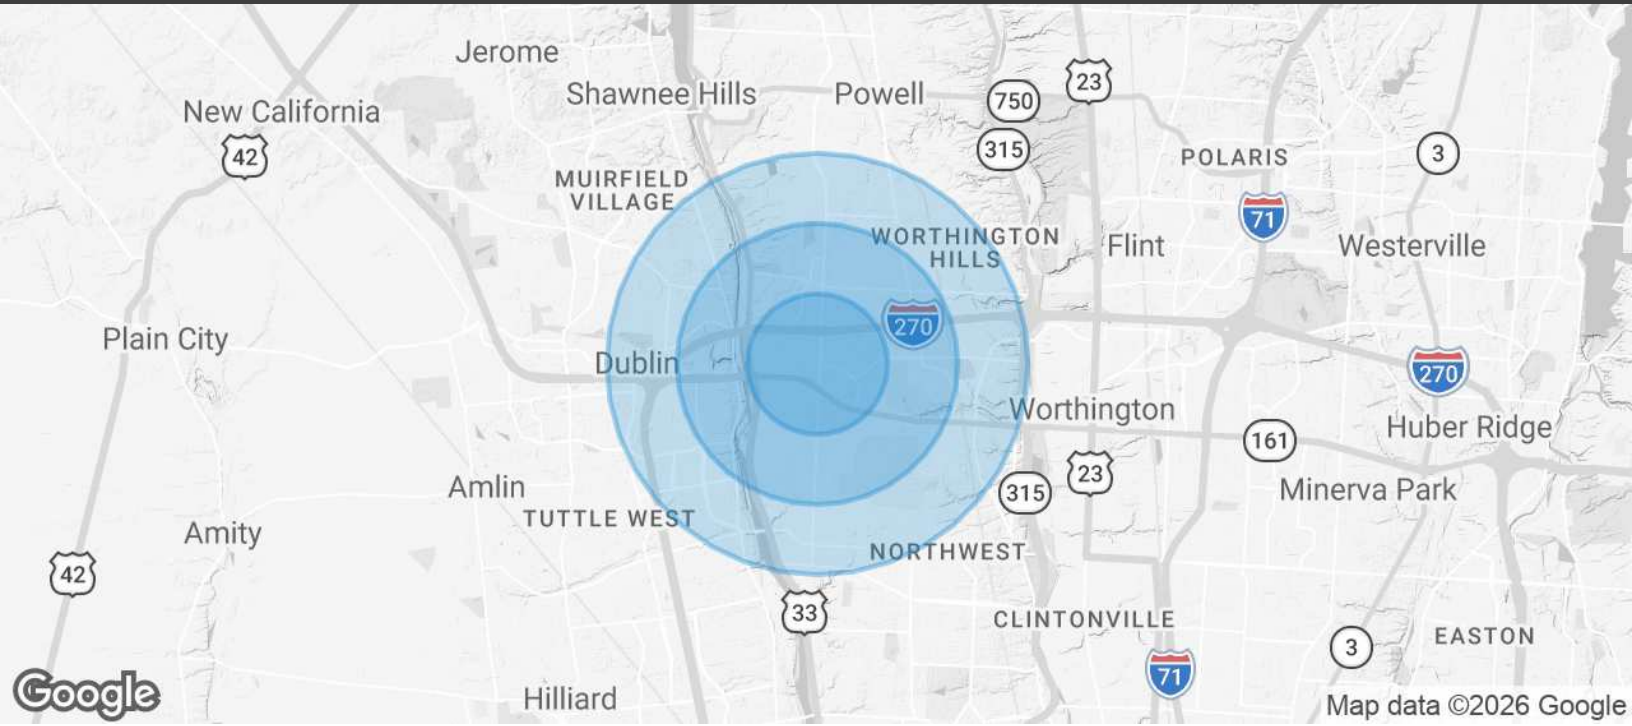 Jerome
23
Shawnee Hills
Powell
750
New California
42
315
3
POLARIS
MUIRFIELD
VILLAGE
71
WORTHINGTON
HILLS
Flint
Westerville
270
Plain City
Dublin
270
Worthington
Huber Ridge
161
23
Amlin
315
Minerva Park
TUTTLE WEST
Amity
NORTHWEST
42
33
CLINTONVILLE
EASTON
3
71
Google
Hilliard
Map data ©2026 Google